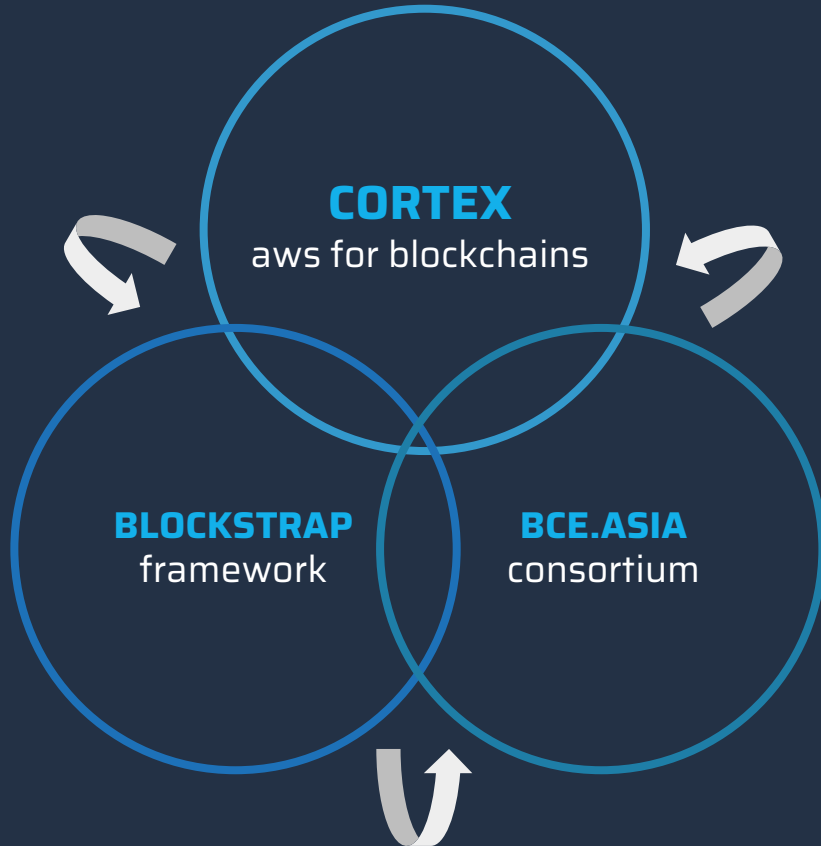 CORTEX
aws for blockchains
BLOCKSTRAP
framework
BCE.ASIA
consortium